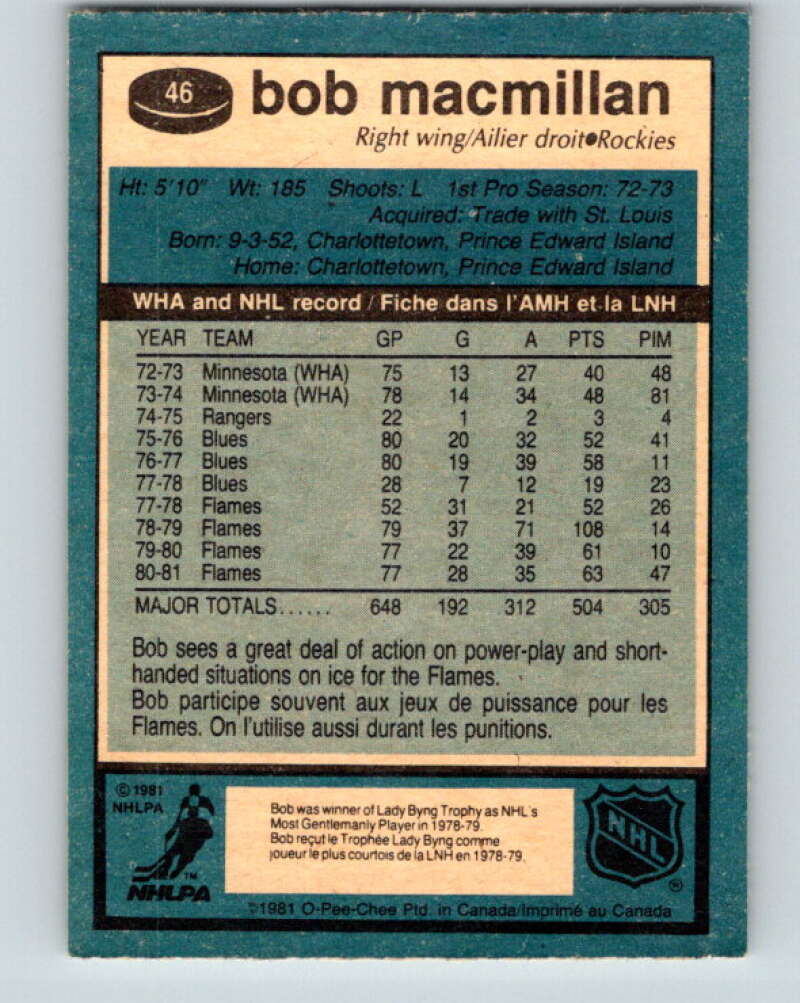 46 bob macmillan
Right wing/Ailier droit●Rockies
Ht: 5'10" Wt: 185 Shoots: L 1st Pro Season: 72-73
Acquired: Trade with St. Louis
Born: 9-3-52, Charlottetown, Prince Edward Island
Home: Charlottetown, Prince Edward Island
WHA and NHL record / Fiche dans l'AMH et la LNH
YEAR TEAM GP G A PTS PIM
72-73 Minnesota (WHA) 75 13 27 40 48
73-74 Minnesota (WHA) 78 14 34 48 81
74-75 Rangers 22 1 2 3 4
75-76 Blues 80 20 32 52 41
76-77 Blues 80 19 39 58 11
77-78 Blues 28 7 12 19 23
77-78 Flames 52 31 21 52 26
78-79 Flames 79 37 71 108 14
79-80 Flames 77 22 39 61 10
80-81 Flames 77 28 35 63 47
MAJOR TOTALS...... 648 192 312 504 305
Bob sees a great deal of action on power-play and short-
handed situations on ice for the Flames.
Bob participe souvent aux jeux de puissance pour les
Flames. On l'utilise aussi durant les punitions.
© 1981
NHLPA
TM
NHLPA
Bob was winner of Lady Byng Trophy as NHL's
Most Gentlemanly Player in 1978-79.
Bob reçut le Trophée Lady Byng comme
joueur le plus courtois de la LNH en 1978-79.
NHL
®
©1981 O-Pee-Chee Ptd. in Canada/Imprimé au Canada